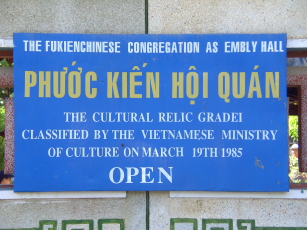 THE FUKIENCHINESE CONGREGATION AS EMBLY HALL
PHƯỚC KIẾN HỘI QUÁN
THE CULTURAL RELIC GRADEI
CLASSIFIED BY THE VIETNAMESE MINISTRY
OF CULTURE ON MARCH 19TH 1985
OPEN